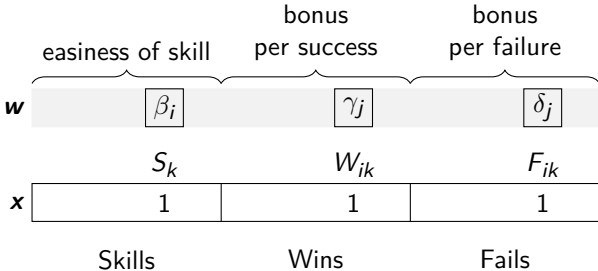 easiness of skill bonus per success bonus per failure
w β_i γ_j δ_j
S_k W_ik F_ik
x 1 1 1
Skills Wins Fails